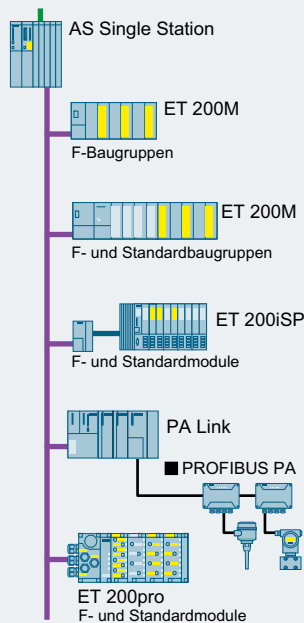 AS Single Station
ET 200M
F-Baugruppen
ET 200M
F- und Standardbaugruppen
ET 200iSP
F- und Standardmodule
PA Link
PROFIBUS PA
ET 200pro
F- und Standardmodule